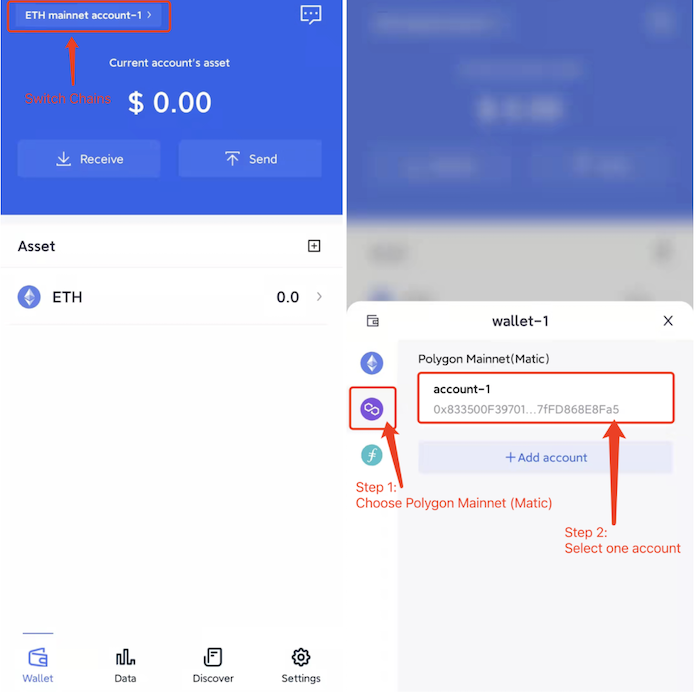 ETH mainnet account-1 >
Switch Chains
Current account's asset
$ 0.00
Receive
Send
Asset
ETH
0.0 >
Wallet
Data
Discover
Settings
$ 0.00
wallet-1
Polygon Mainnet(Matic)
account-1
0x833500F39701...7fFD868E8Fa5
+Add account
Step 1:
Choose Polygon Mainnet (Matic)
Step 2:
Select one account